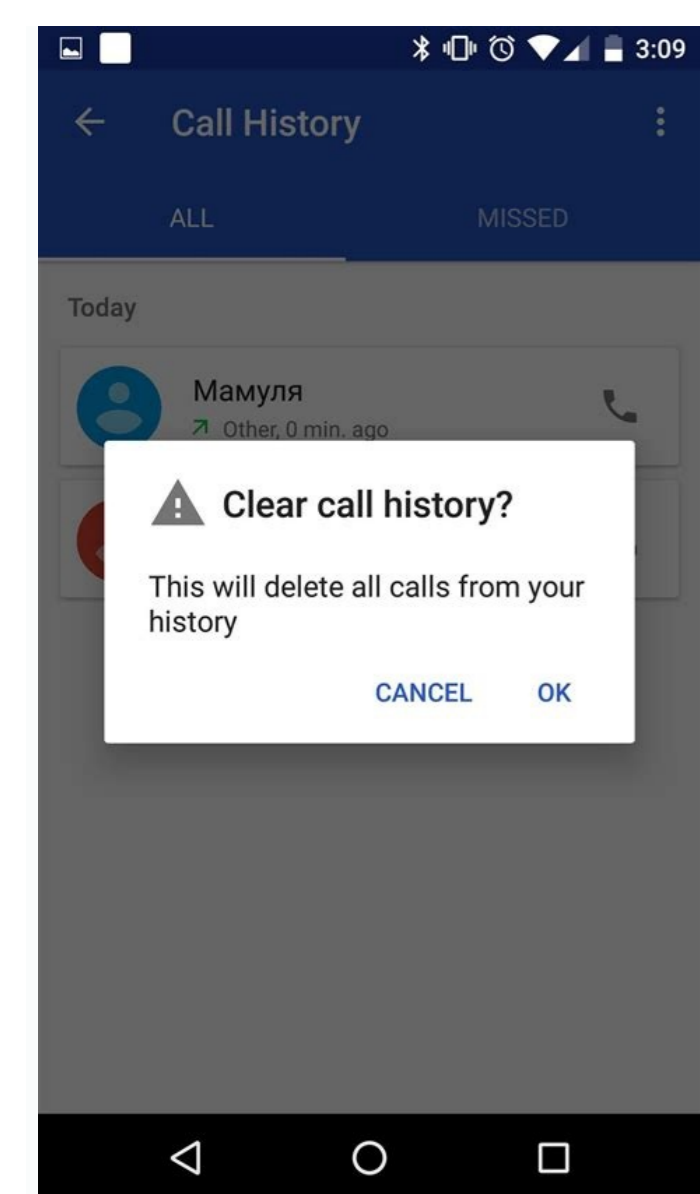 3:09
Call History
ALL MISSED
Today
Мамуля
Other, 0 min. ago
Clear call history?
This will delete all calls from your
history
CANCEL OK